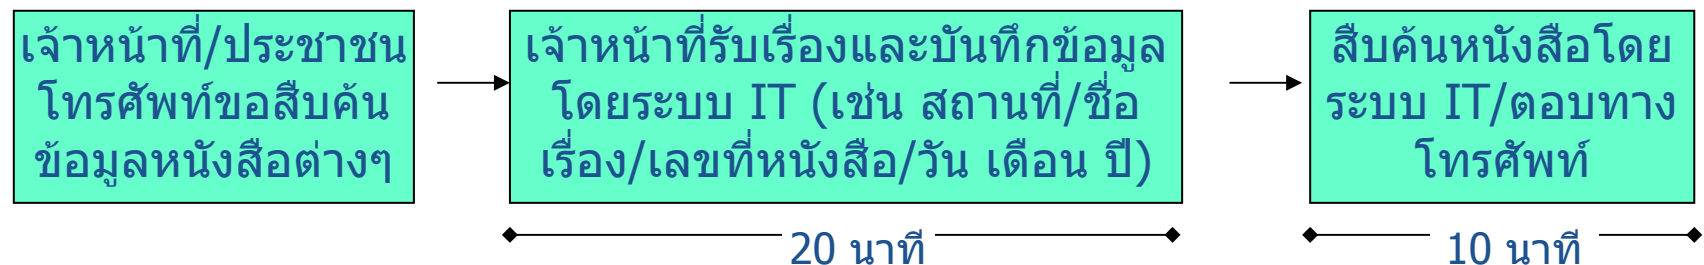 เจ้าหน้าที่/ประชาชน
โทรศัพท์ขอสืบค้น
ข้อมูลหนังสือต่างๆ
เจ้าหน้าที่รับเรื่องและบันทึกข้อมูล
โดยระบบ IT (เช่น สถานที่/ชื่อ
เรื่อง/เลขที่หนังสือ/วัน เดือน ปี)
สืบค้นหนังสือโดย
ระบบ IT/ตอบทาง
โทรศัพท์
20 นาที
10 นาที